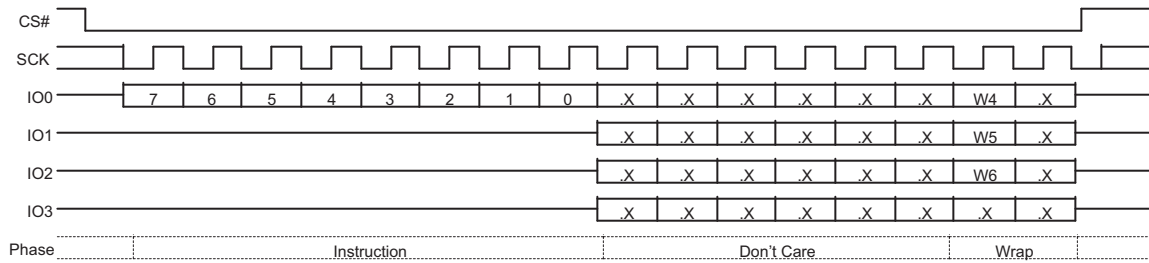 CS#
SCK
IO0 7 6 5 4 3 2 1 0 .X .X .X .X .X .X W4 .X
IO1 .X .X .X .X .X .X W5 .X
IO2 .X .X .X .X .X .X W6 .X
IO3 .X .X .X .X .X .X .X .X
Phase Instruction Don't Care Wrap